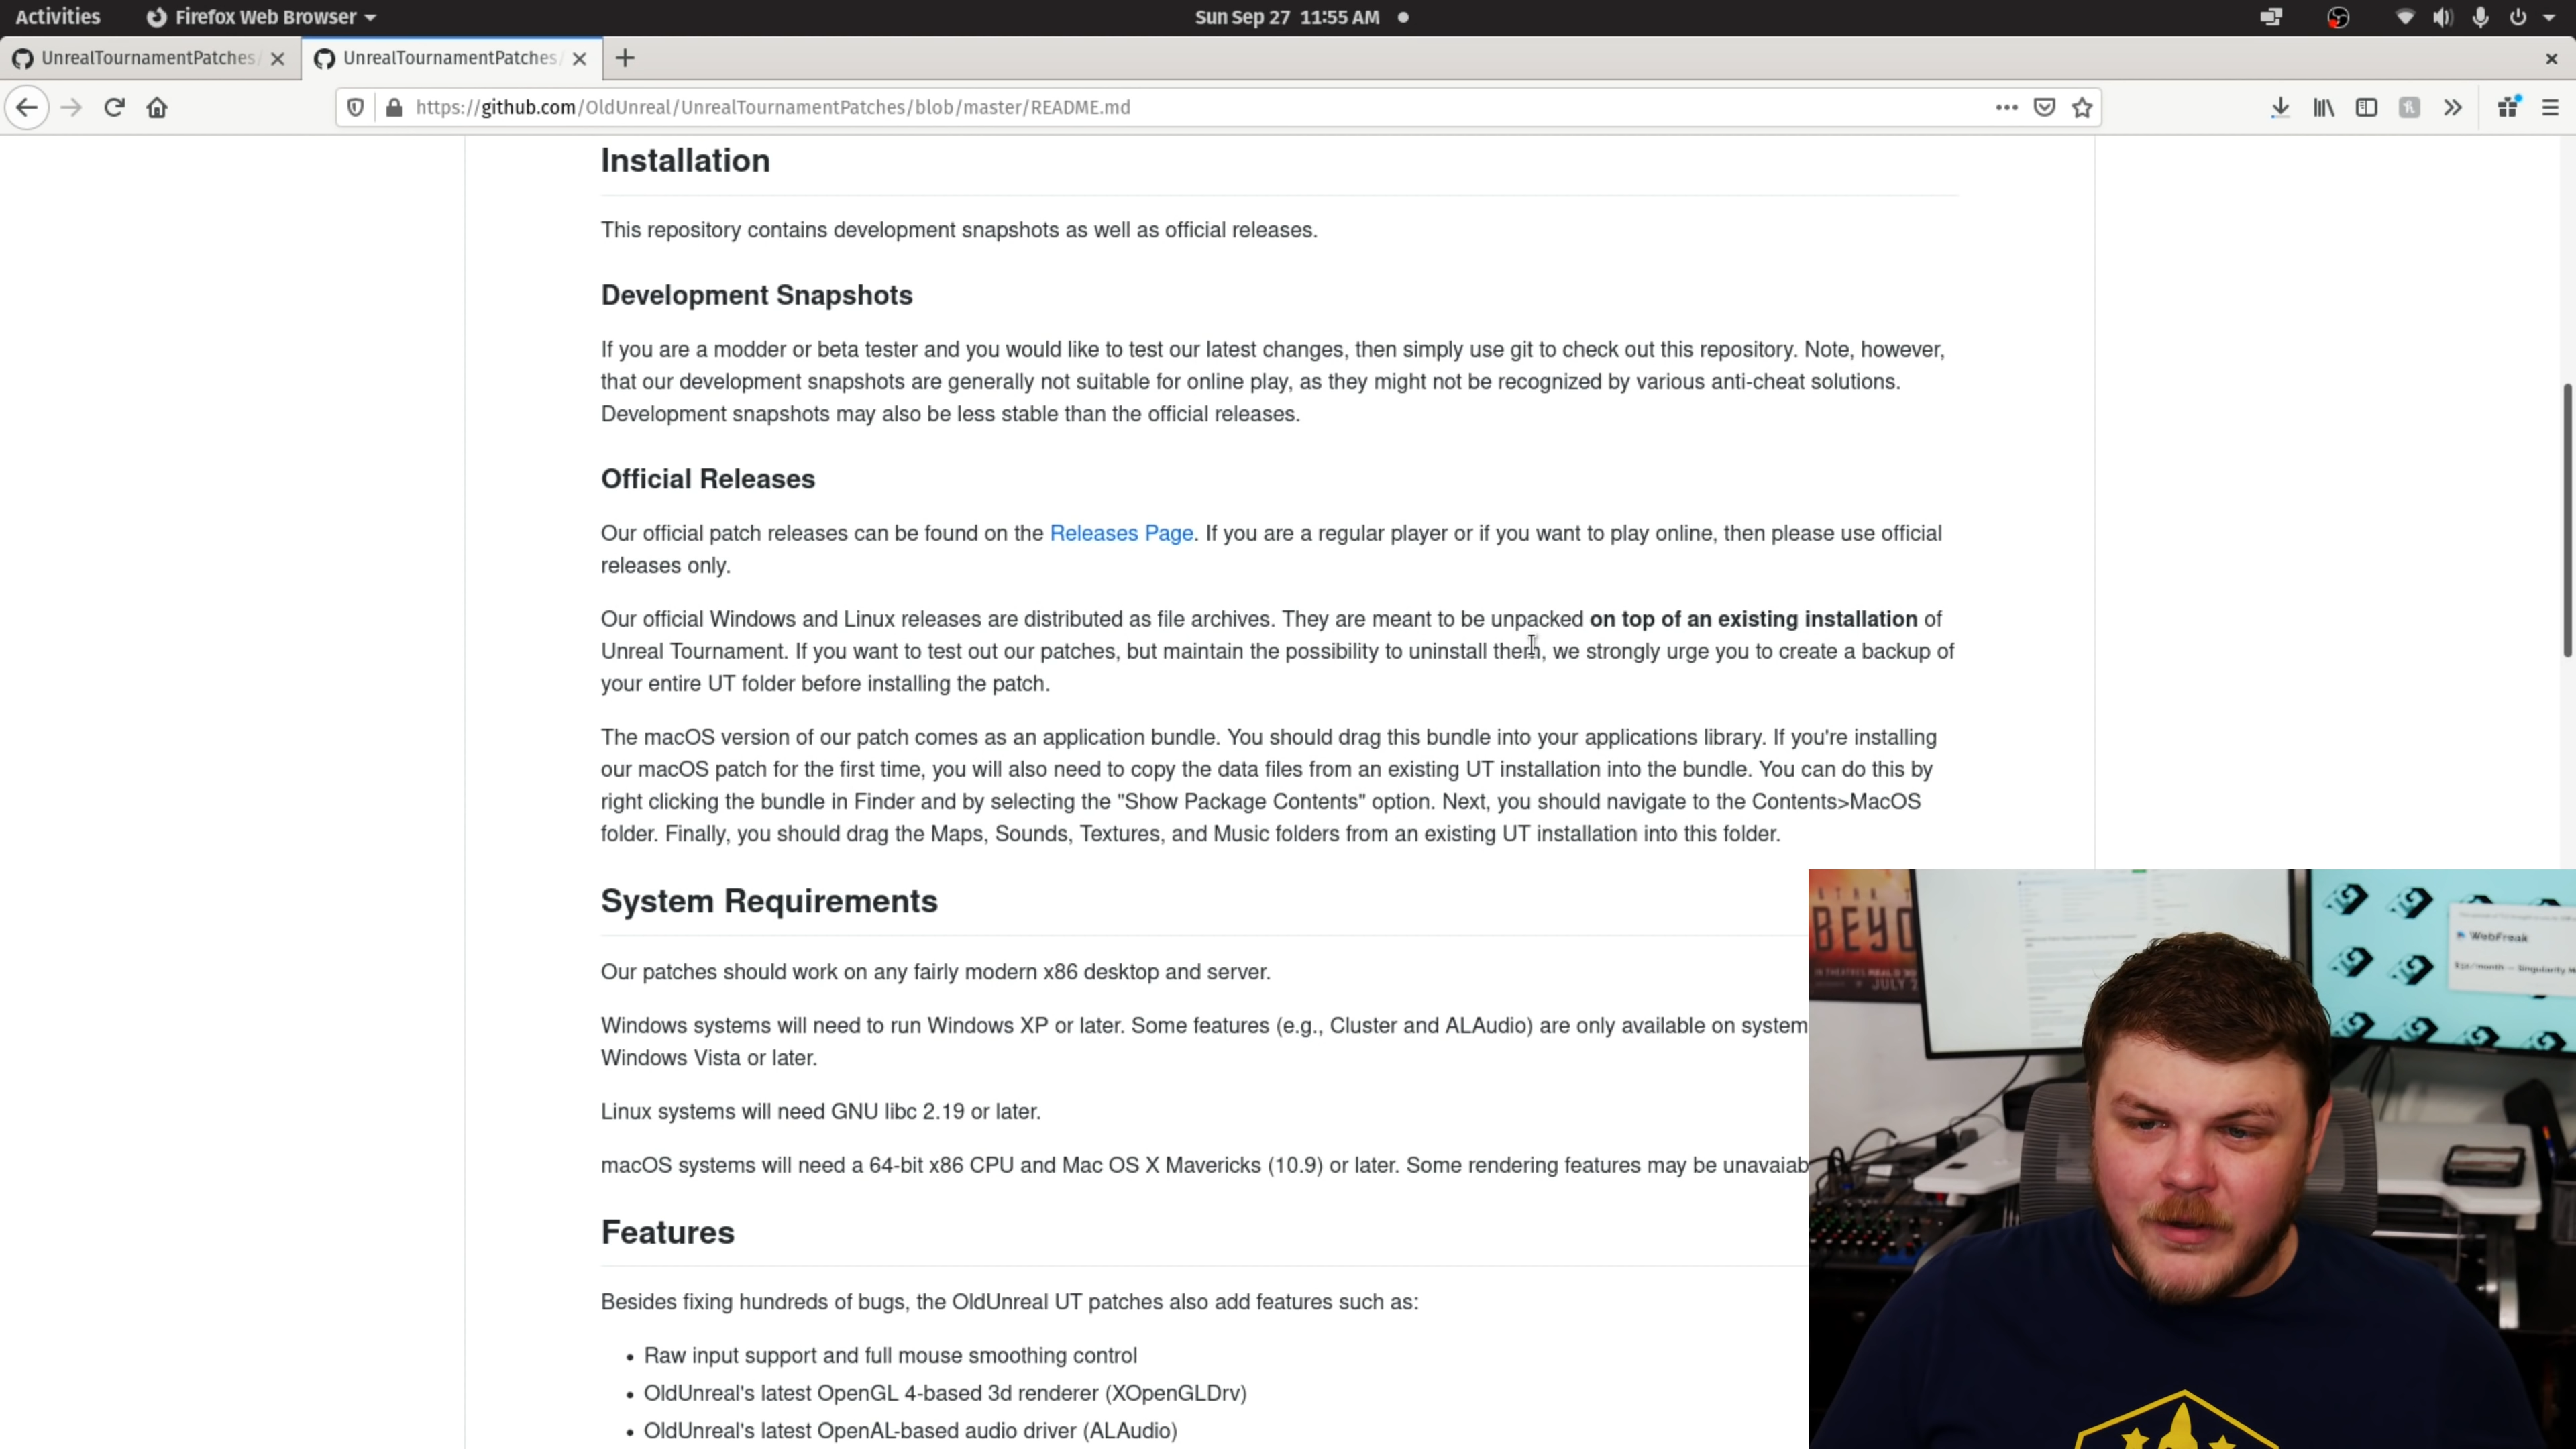 Activities Firefox Web Browser Sun Sep 27 11:55 AM
UnrealTournamentPatches/ UnrealTournamentPatches/
https://github.com/OldUnreal/UnrealTournamentPatches/blob/master/README.md
Installation
This repository contains development snapshots as well as official releases.
Development Snapshots
If you are a modder or beta tester and you would like to test our latest changes, then simply use git to check out this repository. Note, however,
that our development snapshots are generally not suitable for online play, as they might not be recognized by various anti-cheat solutions.
Development snapshots may also be less stable than the official releases.
Official Releases
Our official patch releases can be found on the Releases Page. If you are a regular player or if you want to play online, then please use official
releases only.
Our official Windows and Linux releases are distributed as file archives. They are meant to be unpacked on top of an existing installation of
Unreal Tournament. If you want to test out our patches, but maintain the possibility to uninstall them, we strongly urge you to create a backup of
your entire UT folder before installing the patch.
The macOS version of our patch comes as an application bundle. You should drag this bundle into your applications library. If you're installing
our macOS patch for the first time, you will also need to copy the data files from an existing UT installation into the bundle. You can do this by
right clicking the bundle in Finder and by selecting the "Show Package Contents" option. Next, you should navigate to the Contents>MacOS
folder. Finally, you should drag the Maps, Sounds, Textures, and Music folders from an existing UT installation into this folder.
System Requirements
Our patches should work on any fairly modern x86 desktop and server.
Windows systems will need to run Windows XP or later. Some features (e.g., Cluster and ALAudio) are only available on system
Windows Vista or later.
Linux systems will need GNU libc 2.19 or later.
macOS systems will need a 64-bit x86 CPU and Mac OS X Mavericks (10.9) or later. Some rendering features may be unavaiab
Features
Besides fixing hundreds of bugs, the OldUnreal UT patches also add features such as:
• Raw input support and full mouse smoothing control
• OldUnreal's latest OpenGL 4-based 3d renderer (XOpenGLDrv)
• OldUnreal's latest OpenAL-based audio driver (ALAudio)
BEYO
JULY 2
WebFreak